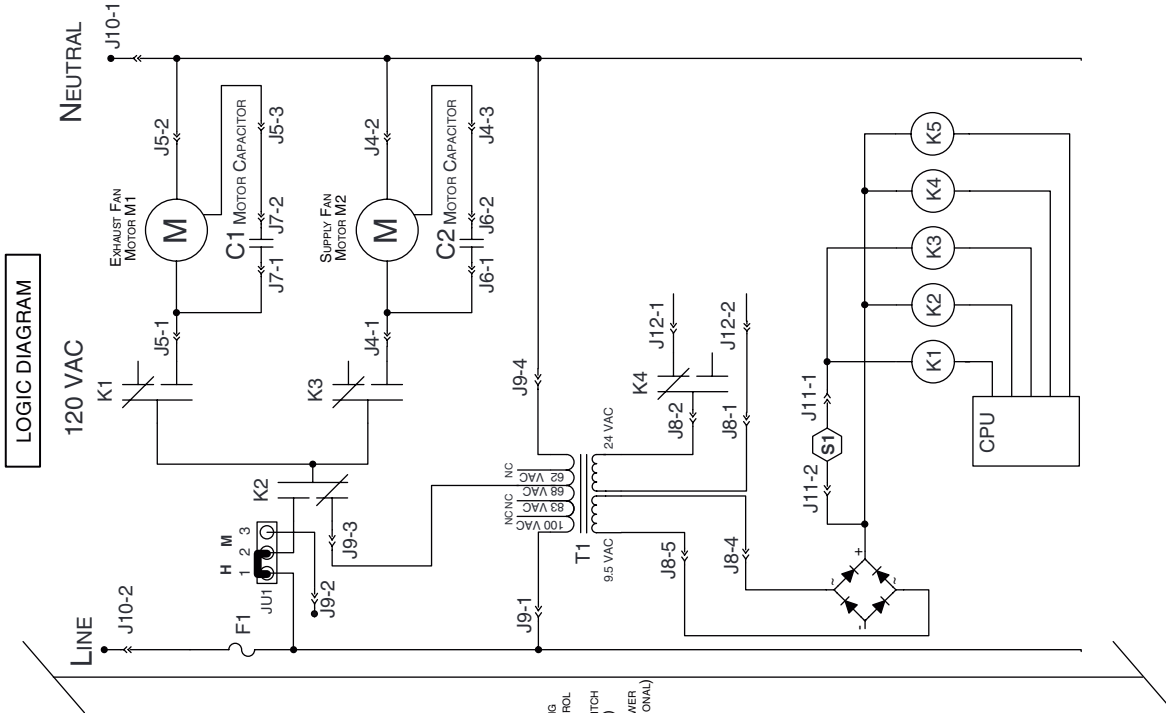 LOGIC DIAGRAM
LINE
120 VAC
NEUTRAL
J10-2
J10-1
EXHAUST FAN
MOTOR M1
K1
J5-1
M
J5-2
F1
H M
1 2 3
JU1
K2
C1 MOTOR CAPACITOR
J7-1
J7-2
J5-3
J9-2
J9-3
SUPPLY FAN
MOTOR M2
K3
J4-1
M
J4-2
C2 MOTOR CAPACITOR
J6-1
J6-2
J4-3
J9-1
J9-4
NC NC
NC
100 VAC
83 VAC
68 VAC
62 VAC
T1
9.5 VAC
24 VAC
J8-5
J8-2
K4
J12-1
J8-4
J8-1
J12-2
J11-2
S1
J11-1
+
-
~
~
K1
K2
K3
K4
K5
CPU